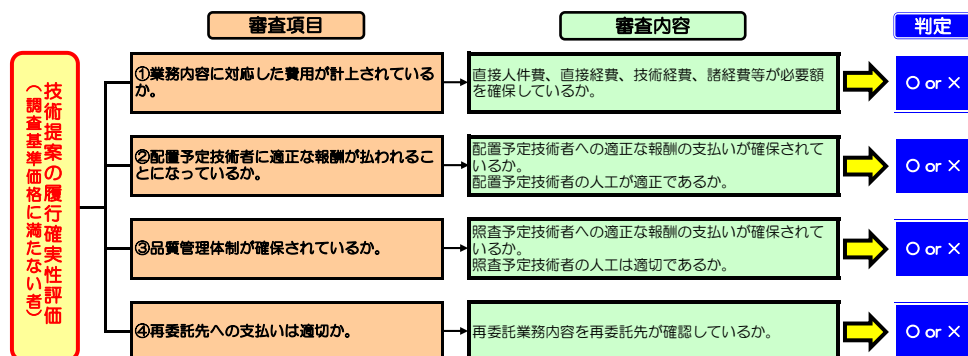 審査項目
審査内容
判定
技術提案の履行確実性評価
（調査基準価格に満たない者）
①業務内容に対応した費用が計上されている
か。
直接人件費、直接経費、技術経費、諸経費等が必要額
を確保しているか。
○ or ×
②配置予定技術者に適正な報酬が払われるこ
とになっているか。
配置予定技術者への適正な報酬の支払いが確保されて
いるか。
配置予定技術者の人工が適正であるか。
○ or ×
③品質管理体制が確保されているか。
照査予定技術者への適正な報酬の支払いが確保されて
いるか。
照査予定技術者の人工は適切であるか。
○ or ×
④再委託先への支払いは適切か。
再委託業務内容を再委託先が確認しているか。
○ or ×